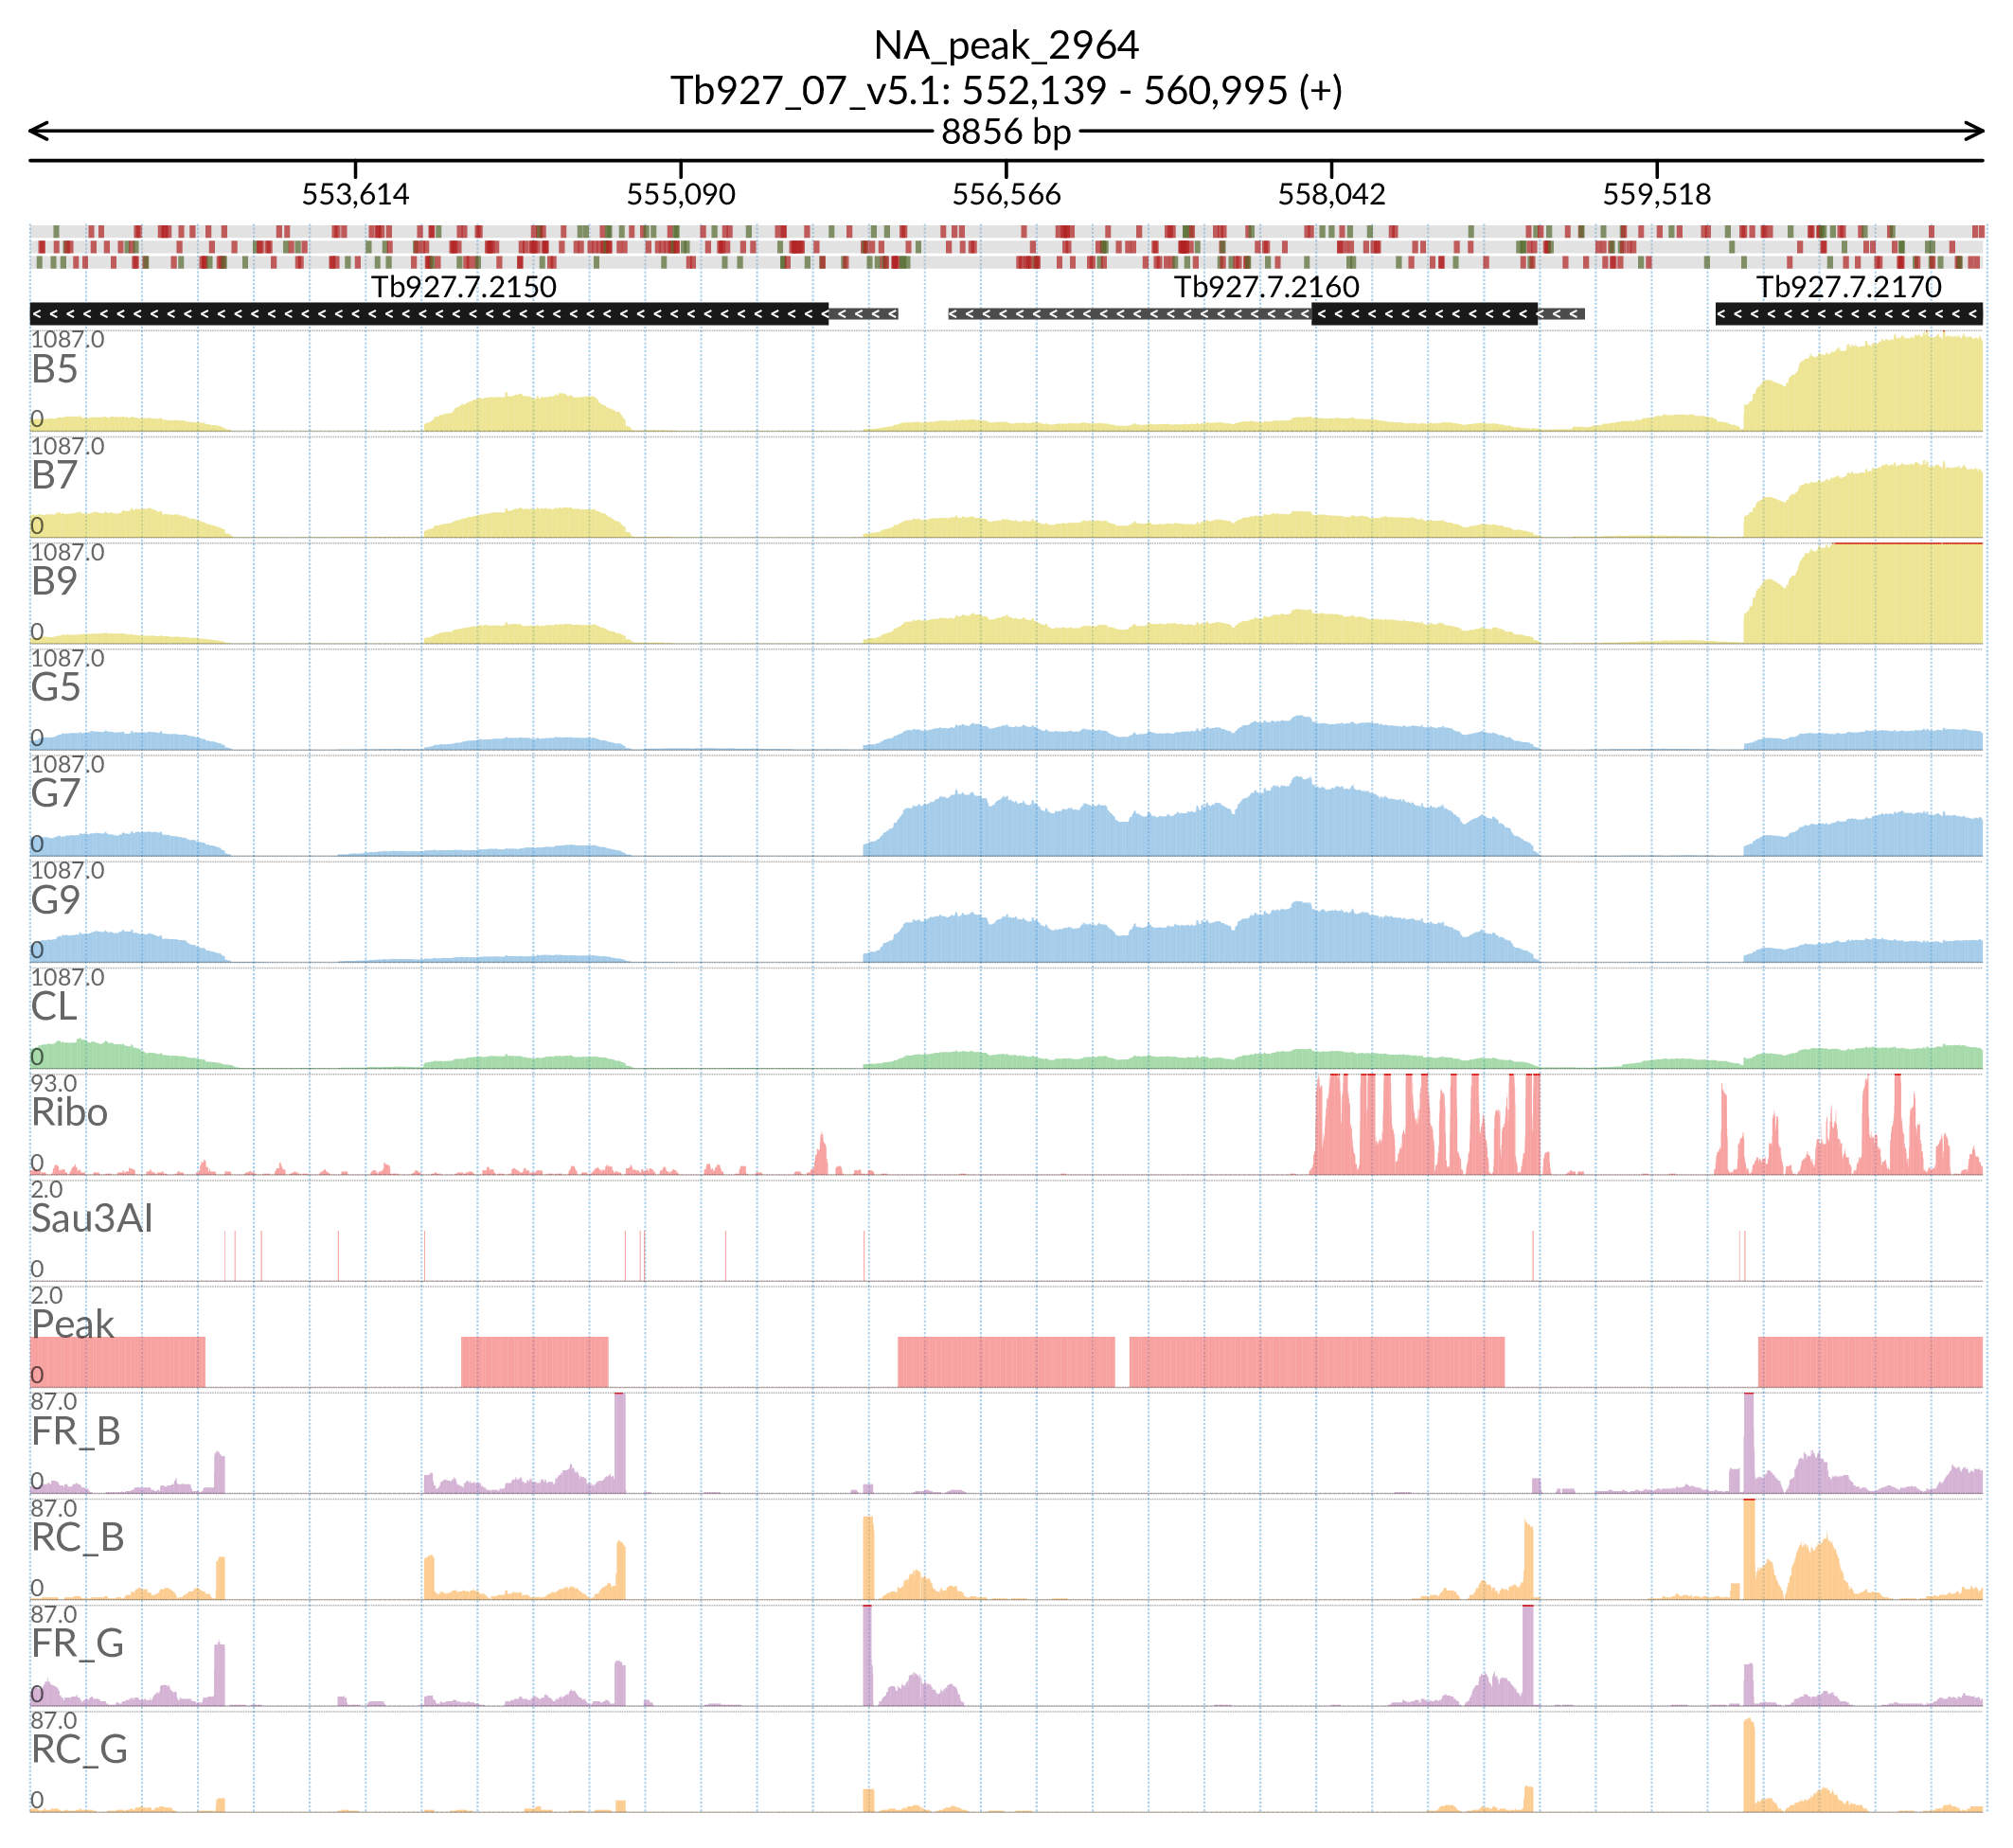 NA_peak_2964
Tb927_07_v5.1: 552,139 - 560,995 (+)
8856 bp
553,614 555,090 556,566 558,042 559,518
Tb927.7.2150 Tb927.7.2160 Tb927.7.2170
1087.0
B5
0
1087.0
B7
0
1087.0
B9
0
1087.0
G5
0
1087.0
G7
0
1087.0
G9
0
1087.0
CL
0
93.0
Ribo
0
2.0
Sau3AI
0
2.0
Peak
0
87.0
FR_B
0
87.0
RC_B
0
87.0
FR_G
0
87.0
RC_G
0